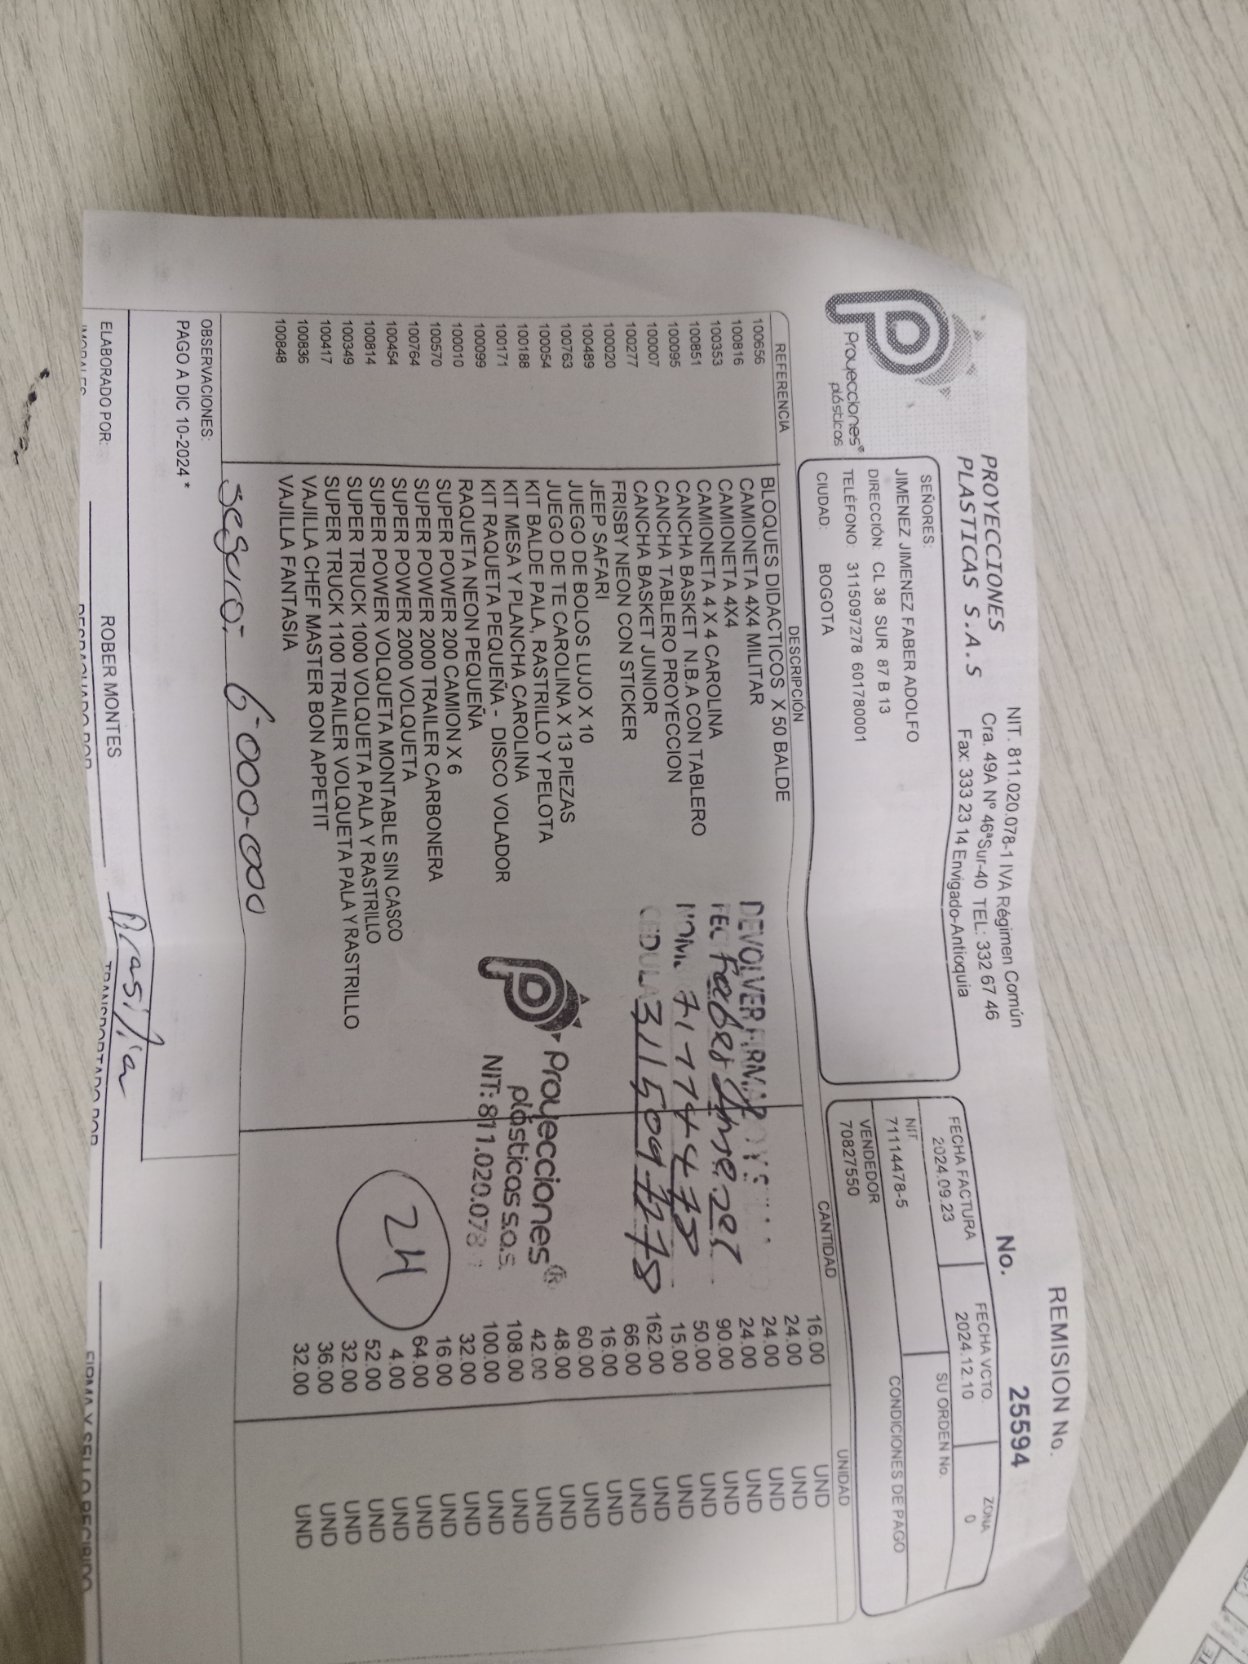 REMISION No.
No. 25594
Proyecciones®
plásticos
PROYECCIONES
PLASTICAS S.A.S
NIT. 811.020.078-1 IVA Régimen Común
Cra. 49A Nº 46ªSur-40 TEL: 332 67 46
Fax: 333 23 14 Envigado-Antioquia
SEÑORES:
JIMENEZ JIMENEZ FABER ADOLFO
DIRECCIÓN: CL 38 SUR 87 B 13
TELÉFONO: 3115097278 601780001
CIUDAD: BOGOTA
FECHA FACTURA FECHA VCTO. ZONA
2024.09.23 2024.12.10 0
NIT SU ORDEN No.
71114478-5
VENDEDOR CONDICIONES DE PAGO
70827550
REFERENCIA DESCRIPCIÓN CANTIDAD UNIDAD
100656 BLOQUES DIDACTICOS X 50 BALDE 16.00 UND
100816 CAMIONETA 4X4 MILITAR 24.00 UND
100353 CAMIONETA 4X4 24.00 UND
100851 CAMIONETA 4 X 4 CAROLINA 24.00 UND
100095 CANCHA BASKET N.B.A CON TABLERO 90.00 UND
100007 CANCHA TABLERO PROYECCION 50.00 UND
100277 CANCHA BASKET JUNIOR 15.00 UND
100020 FRISBY NEON CON STICKER 162.00 UND
100489 JEEP SAFARI 66.00 UND
100763 JUEGO DE BOLOS LUJO X 10 16.00 UND
100054 JUEGO DE TE CAROLINA X 13 PIEZAS 60.00 UND
100188 KIT BALDE PALA, RASTRILLO Y PELOTA 48.00 UND
100171 KIT MESA Y PLANCHA CAROLINA 42.00 UND
100099 KIT RAQUETA PEQUEÑA - DISCO VOLADOR 108.00 UND
100010 RAQUETA NEON PEQUEÑA 100.00 UND
100570 SUPER POWER 200 CAMION X 6 32.00 UND
100764 SUPER POWER 2000 TRAILER CARBONERA 16.00 UND
100454 SUPER POWER 2000 VOLQUETA 64.00 UND
100814 SUPER POWER VOLQUETA MONTABLE SIN CASCO 4.00 UND
100349 SUPER TRUCK 1000 VOLQUETA PALA Y RASTRILLO 52.00 UND
100417 SUPER TRUCK 1100 TRAILER VOLQUETA PALA Y RASTRILLO 32.00 UND
100836 VAJILLA CHEF MASTER BON APPETIT 36.00 UND
100848 VAJILLA FANTASIA 32.00 UND
DEVOLVER
Faber Jimenez
CEDULA 3115097278
Proyecciones®
plásticos s.a.s.
NIT: 811.020.078
24
seguro: 6'000-000
OBSERVACIONES:
PAGO A DIC 10-2024 *
Brasilia
ELABORADO POR: ROBER MONTES